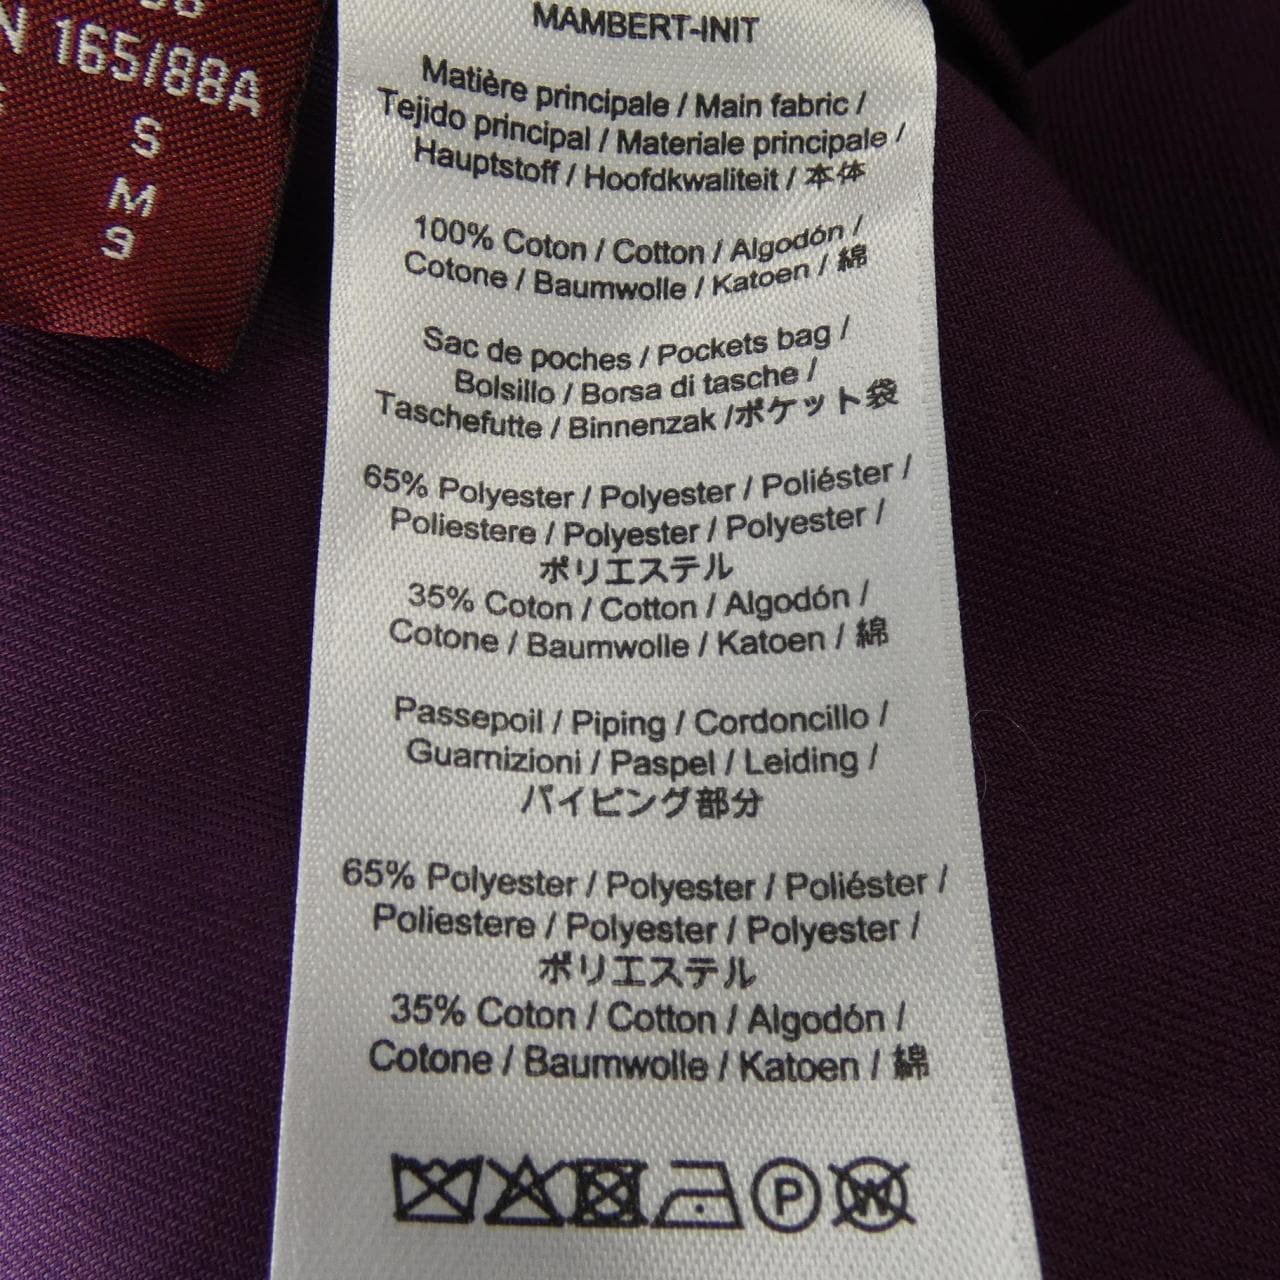 165/88A
S
M
9
MAMBERT-INIT
Matière principale / Main fabric /
Tejido principal / Materiale principale /
Hauptstoff / Hoofdkwaliteit / 本体
100% Coton / Cotton / Algodón /
Cotone / Baumwolle / Katoen / 綿
Sac de poches / Pockets bag /
Bolsillo / Borsa di tasche /
Taschefutte / Binnenzak /ポケット袋
65% Polyester / Polyester / Poliéster /
Poliestere / Polyester / Polyester /
ポリエステル
35% Coton / Cotton / Algodón /
Cotone / Baumwolle / Katoen / 綿
Passepoil / Piping / Cordoncillo /
Guarnizioni / Paspel / Leiding /
パイピング部分
65% Polyester / Polyester / Poliéster /
Poliestere / Polyester / Polyester /
ポリエステル
35% Coton / Cotton / Algodón /
Cotone / Baumwolle / Katoen / 綿
P W